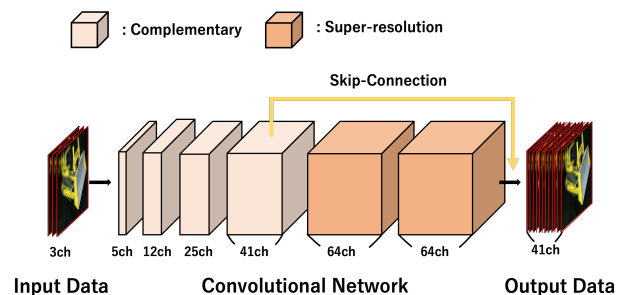 : Complementary
: Super-resolution
Skip-Connection
3ch
5ch
12ch
25ch
41ch
64ch
64ch
41ch
Input Data
Convolutional Network
Output Data